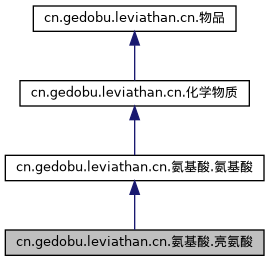 cn.gedobu.leviathan.cn.物品
cn.gedobu.leviathan.cn.化学物质
cn.gedobu.leviathan.cn.氨基酸.氨基酸
cn.gedobu.leviathan.cn.氨基酸.亮氨酸